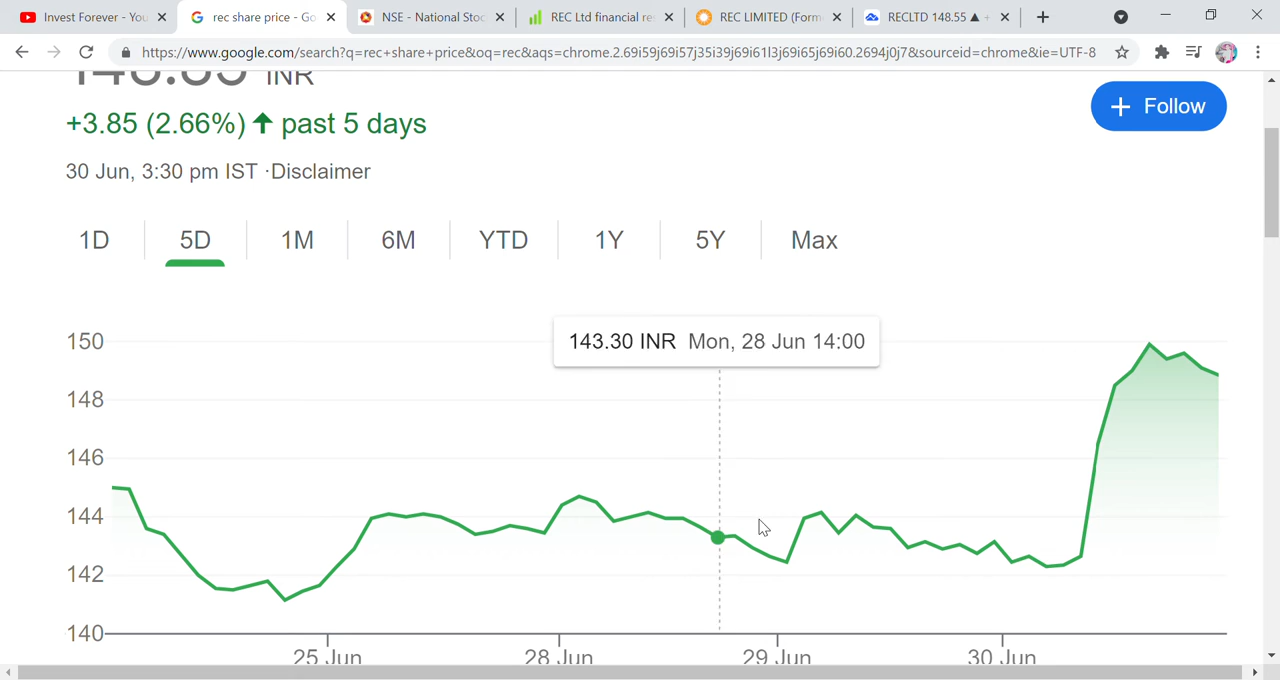 Invest Forever - You
rec share price - Go
NSE - National Stoc
REC Ltd financial re
REC LIMITED (Form
RECLTD 148.55 ▲ +
https://www.google.com/search?q=rec+share+price&oq=rec&aqs=chrome.2.69i59j69i57j35i39j69i61l3j69i65j69i60.2694j0j7&sourceid=chrome&ie=UTF-8
INR
+ Follow
+3.85 (2.66%) ↑ past 5 days
30 Jun, 3:30 pm IST ·Disclaimer
1D 5D 1M 6M YTD 1Y 5Y Max
143.30 INR Mon, 28 Jun 14:00
150
148
146
144
142
140
25 Jun 28 Jun 29 Jun 30 Jun